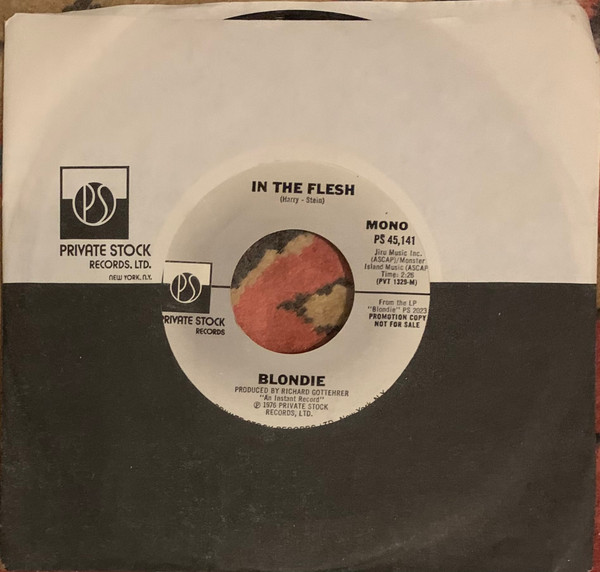 PS
PRIVATE STOCK
RECORDS, LTD.
NEW YORK, N.Y.
IN THE FLESH
(Harry - Stein)
MONO
PS 45,141
Jiru Music Inc.
(ASCAP)/Monster
Island Music (ASCAP
Time: 2:26
(PVT 1329-M)
From the LP
"Blondie" PS 2023
PROMOTION COPY
NOT FOR SALE
PS
PRIVATE STOCK
RECORDS
BLONDIE
PRODUCED BY RICHARD GOTTEHRER
"An Instant Record"
℗ 1976 PRIVATE STOCK
RECORDS, LTD.